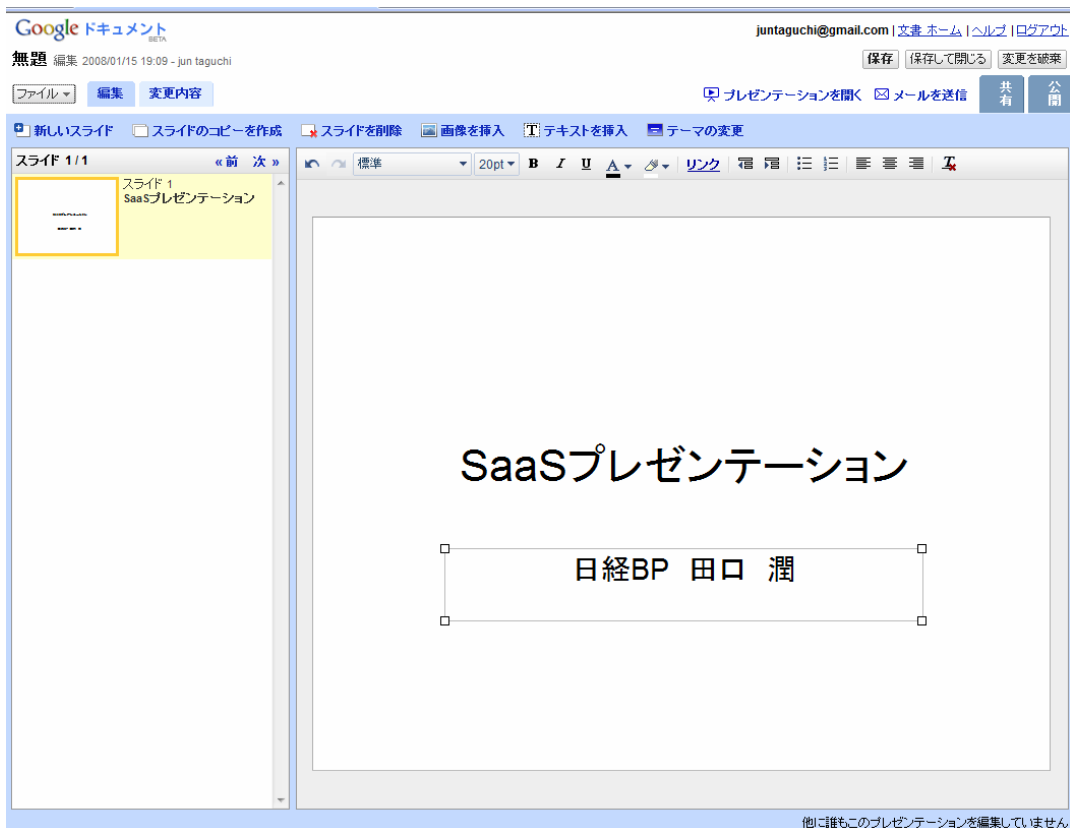 Google ドキュメント
BETA
juntaguchi@gmail.com | 文書 ホーム | ヘルプ | ログアウト
無題 編集 2008/01/15 19:09 - jun taguchi
保存 保存して閉じる 変更を破棄
ファイル 編集 変更内容
プレゼンテーションを開く メールを送信 共有 公開
新しいスライド スライドのコピーを作成 スライドを削除 画像を挿入 テキストを挿入 テーマの変更
スライド 1 / 1 «前 次»
標準 20pt B I U A リンク
スライド 1
SaaSプレゼンテーション
SaaSプレゼンテーション
日経BP 田口 潤
他に誰もこのプレゼンテーションを編集していません